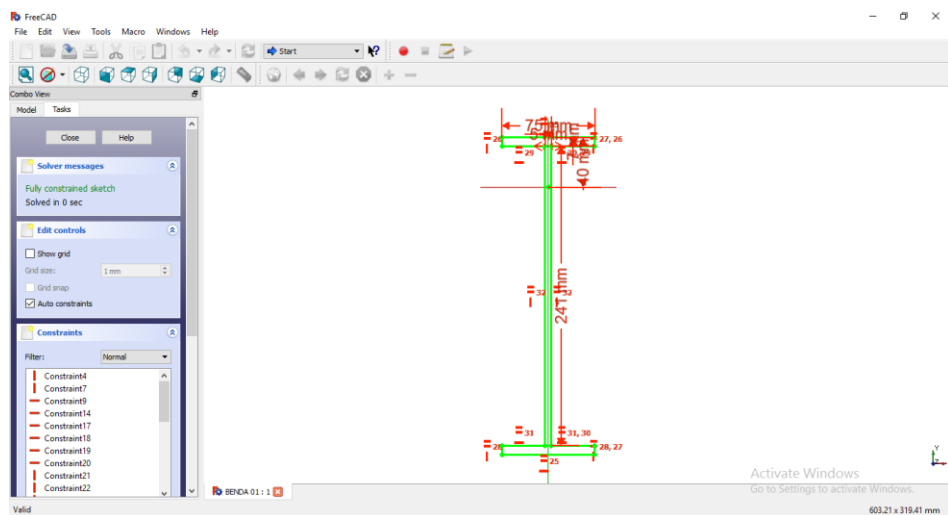 FreeCAD
File Edit View Tools Macro Windows Help
Start
Combo View
Model Tasks
Close Help
Solver messages
Fully constrained sketch
Solved in 0 sec
Edit controls
Show grid
Grid size: 1 mm
Grid snap
Auto constraints
Constraints
Filter: Normal
Constraint4
Constraint7
Constraint9
Constraint14
Constraint17
Constraint18
Constraint19
Constraint20
Constraint21
Constraint22
75 mm
27, 26
29
40 mm
32
32
241 mm
31
31, 30
28, 27
25
BENDA 01 : 1
Activate Windows
Go to Settings to activate Windows.
Y
Valid
603.21 x 319.41 mm